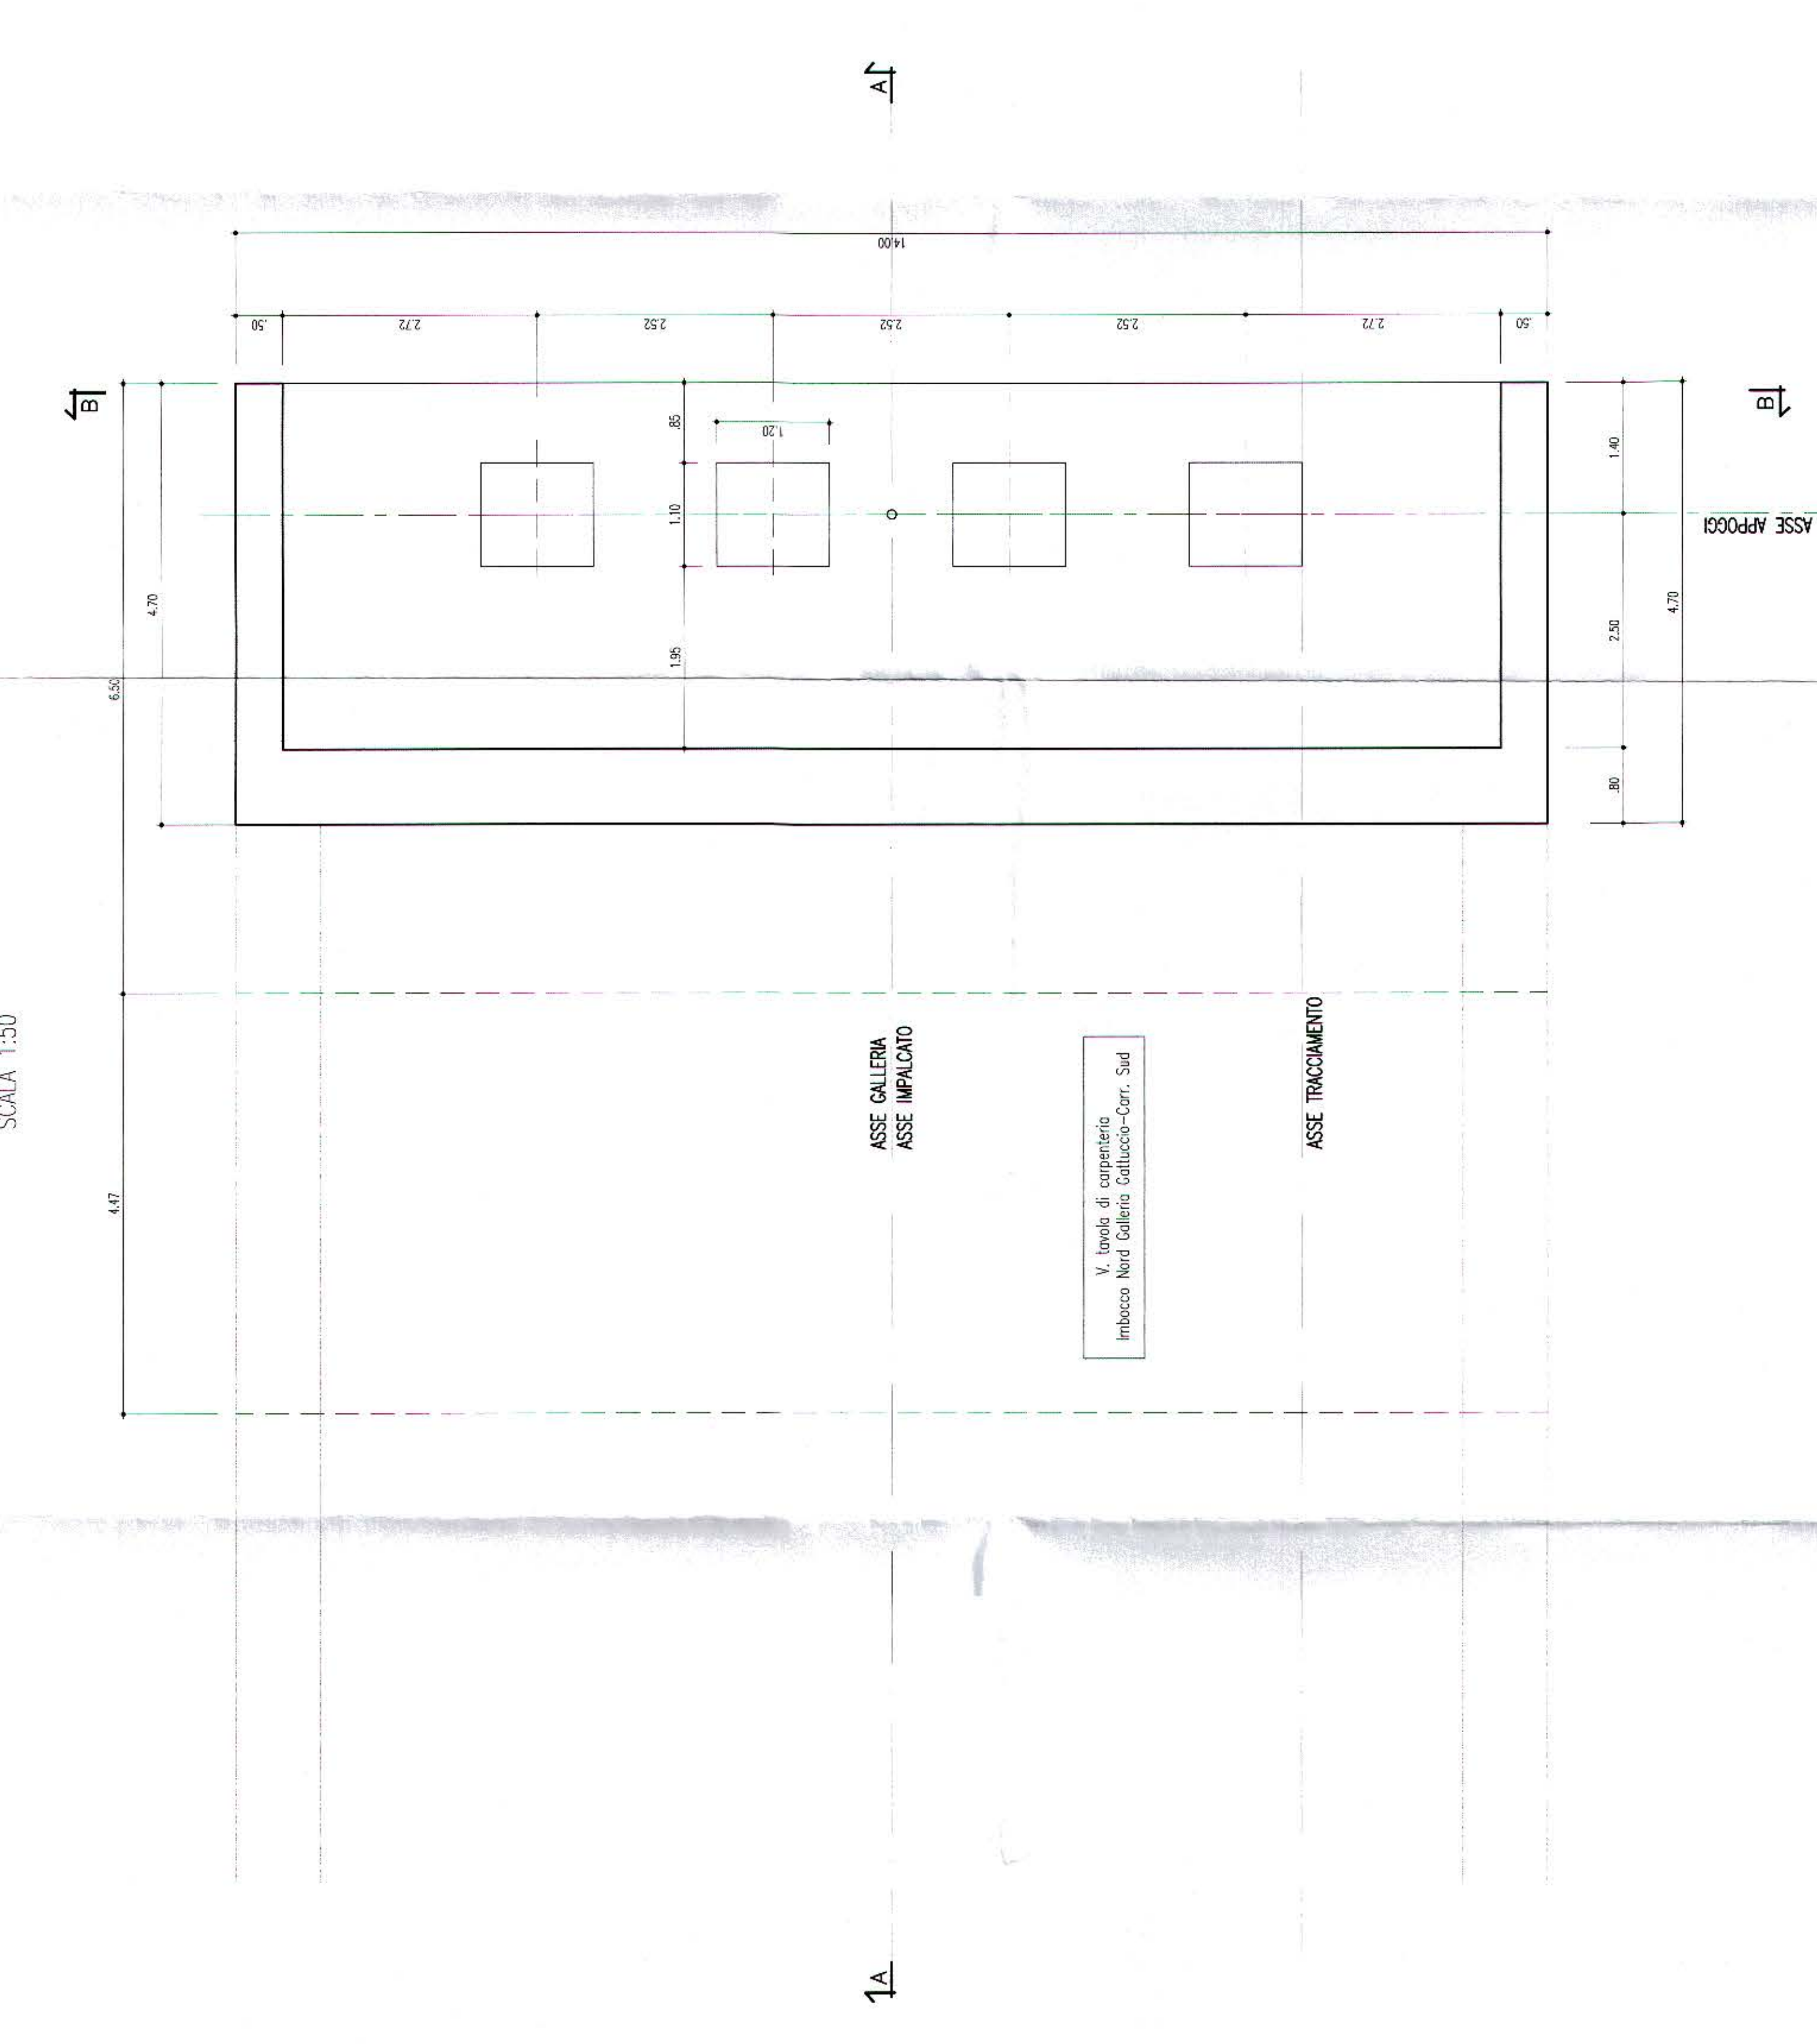 A
14.00
.50
2.72
2.52
2.52
2.52
2.72
.50
B
B
.85
1.20
1.40
1.10
ASSE APPOGGI
4.70
4.70
2.50
1.95
6.50
.80
SCALA 1:50
ASSE GALLERIA
ASSE IMPALCATO
V. tavola di carpenteria
Imbocco Nord Galleria Gattuccio-Carr. Sud
ASSE TRACCIAMENTO
4.47
A